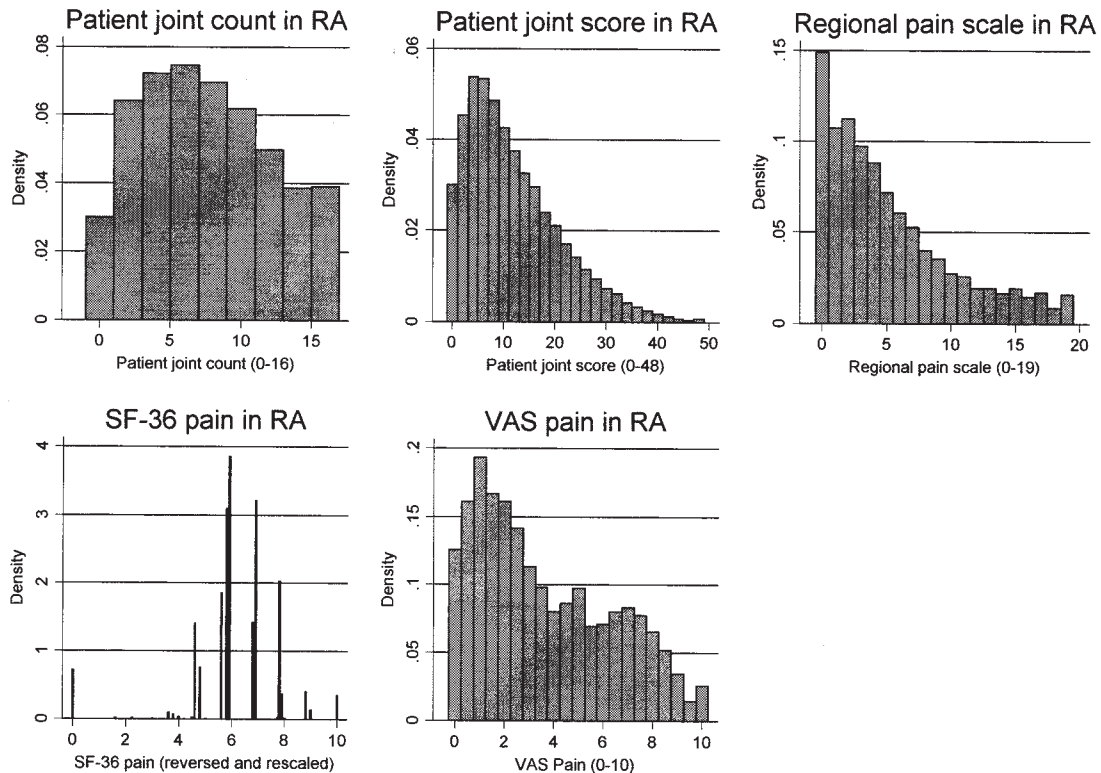 Patient joint count in RA
.08
.06
.04
.02
0
Density
0 5 10 15
Patient joint count (0-16)
Patient joint score in RA
.06
.04
.02
0
Density
0 10 20 30 40 50
Patient joint score (0-48)
Regional pain scale in RA
.15
.1
.05
0
Density
0 5 10 15 20
Regional pain scale (0-19)
SF-36 pain in RA
4
3
2
1
0
Density
0 2 4 6 8 10
SF-36 pain (reversed and rescaled)
VAS pain in RA
.2
.15
.1
.05
0
Density
0 2 4 6 8 10
VAS Pain (0-10)